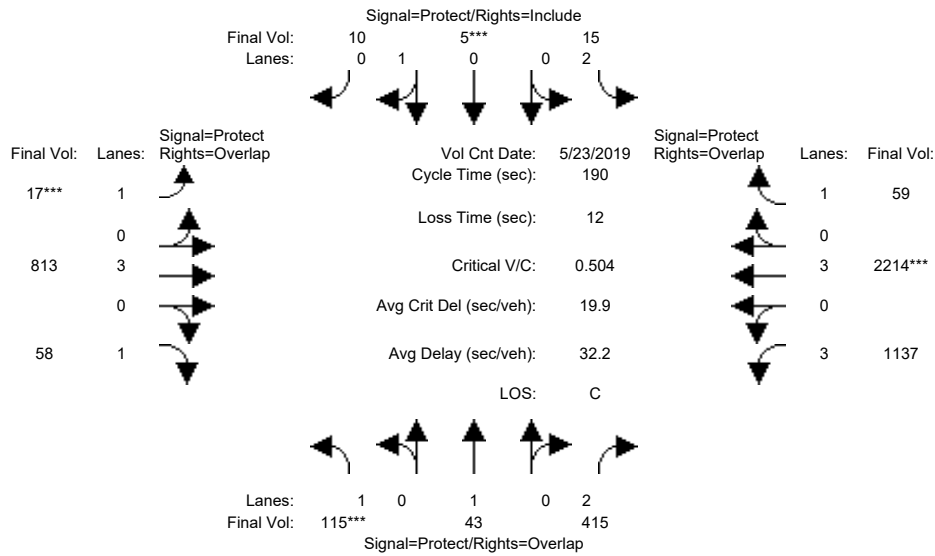 Signal=Protect/Rights=Include
Final Vol: 10 5*** 15
Lanes: 0 1 0 0 2
Signal=Protect
Final Vol: Lanes: Rights=Overlap
Vol Cnt Date: 5/23/2019
Signal=Protect
Rights=Overlap Lanes: Final Vol:
Cycle Time (sec): 190
17*** 1
1 59
Loss Time (sec): 12
0
0
813 3
Critical V/C: 0.504
3 2214***
0
Avg Crit Del (sec/veh): 19.9
0
58 1
Avg Delay (sec/veh): 32.2
3 1137
LOS: C
Lanes: 1 0 1 0 2
Final Vol: 115*** 43 415
Signal=Protect/Rights=Overlap